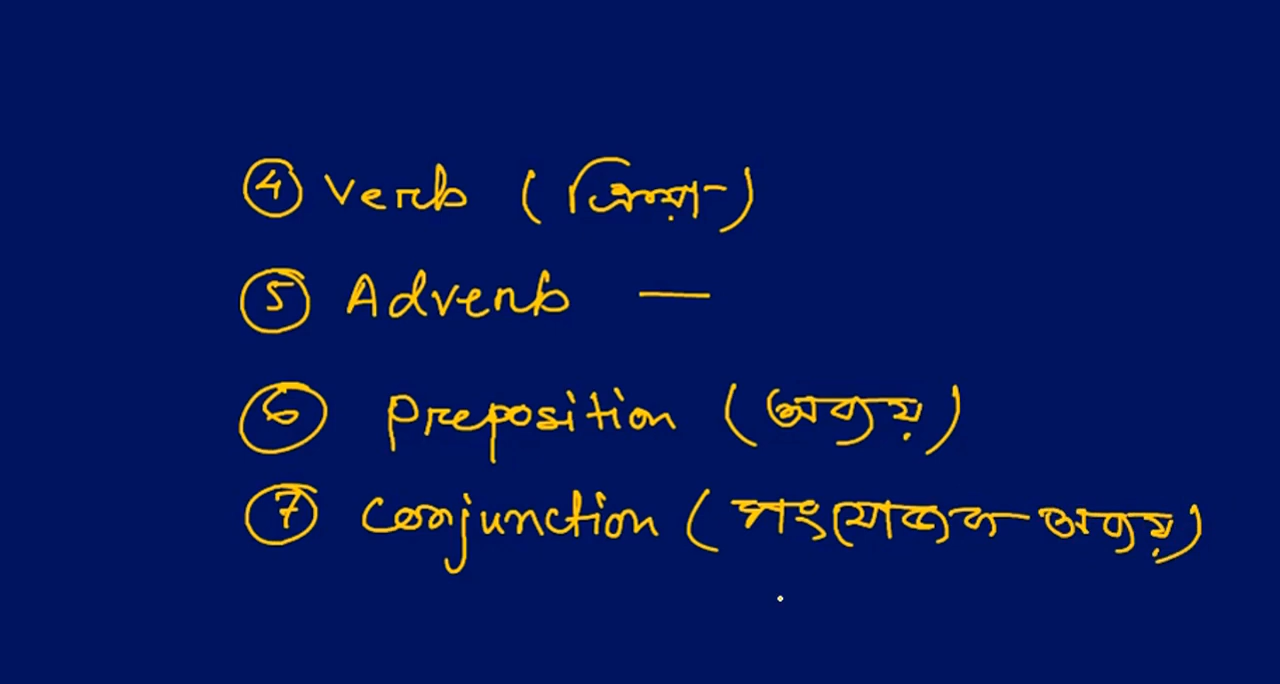 ④ Verb (ক্রিয়া)
⑤ Adverb —
⑥ Preposition (অব্যয়)
⑦ Conjunction (সংযোজক অব্যয়)